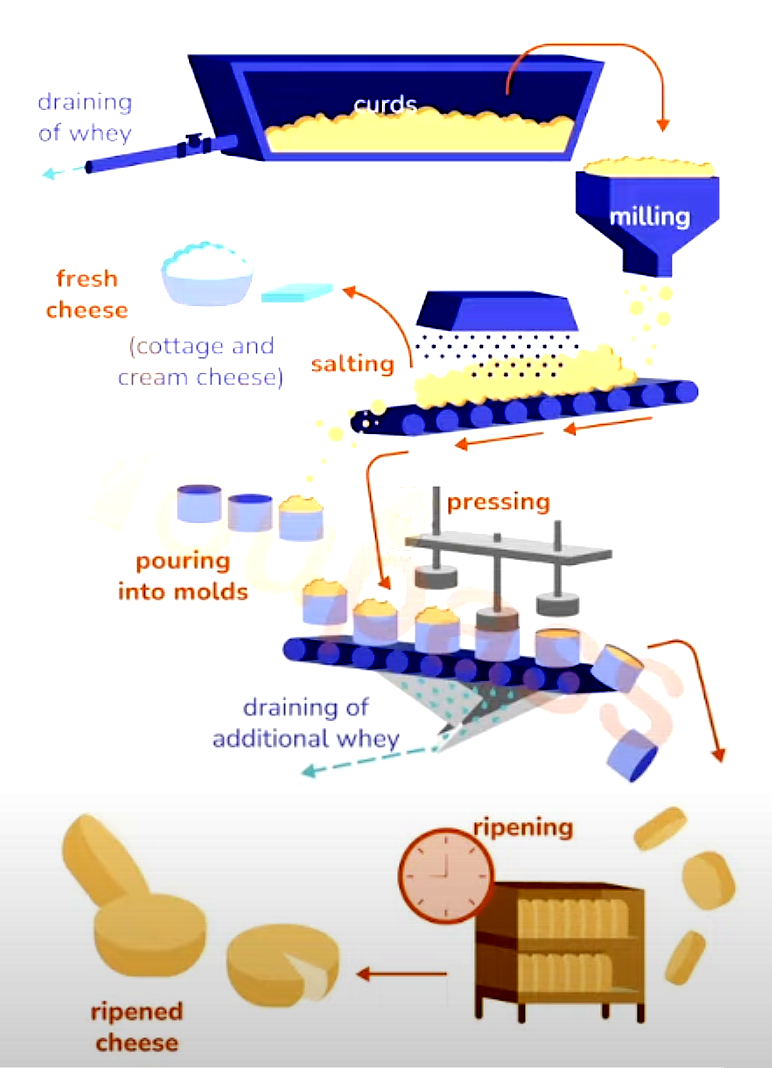 curds
draining
of whey
milling
fresh
cheese
(cottage and
cream cheese)
salting
pressing
pouring
into molds
draining of
additional whey
ripening
ripened
cheese